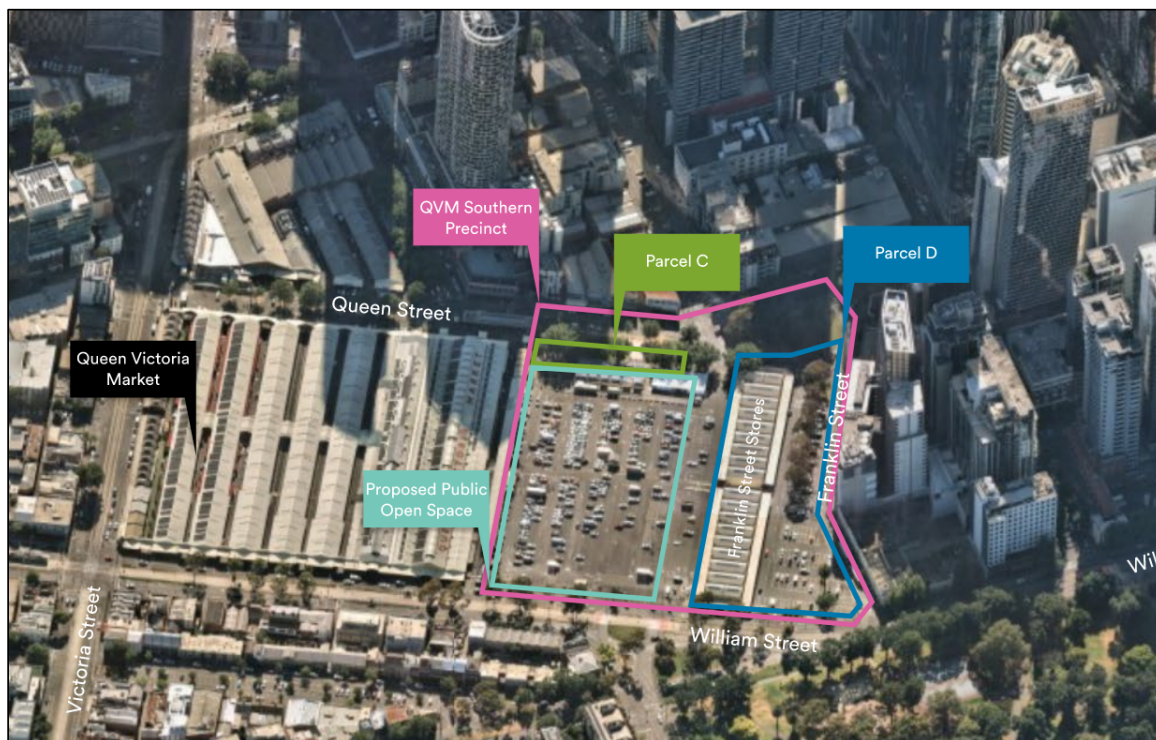 QVM Southern
Precinct
Parcel C
Parcel D
Queen Street
Queen Victoria
Market
Proposed Public
Open Space
Franklin Street Stores
Franklin Street
William Street
Victoria Street